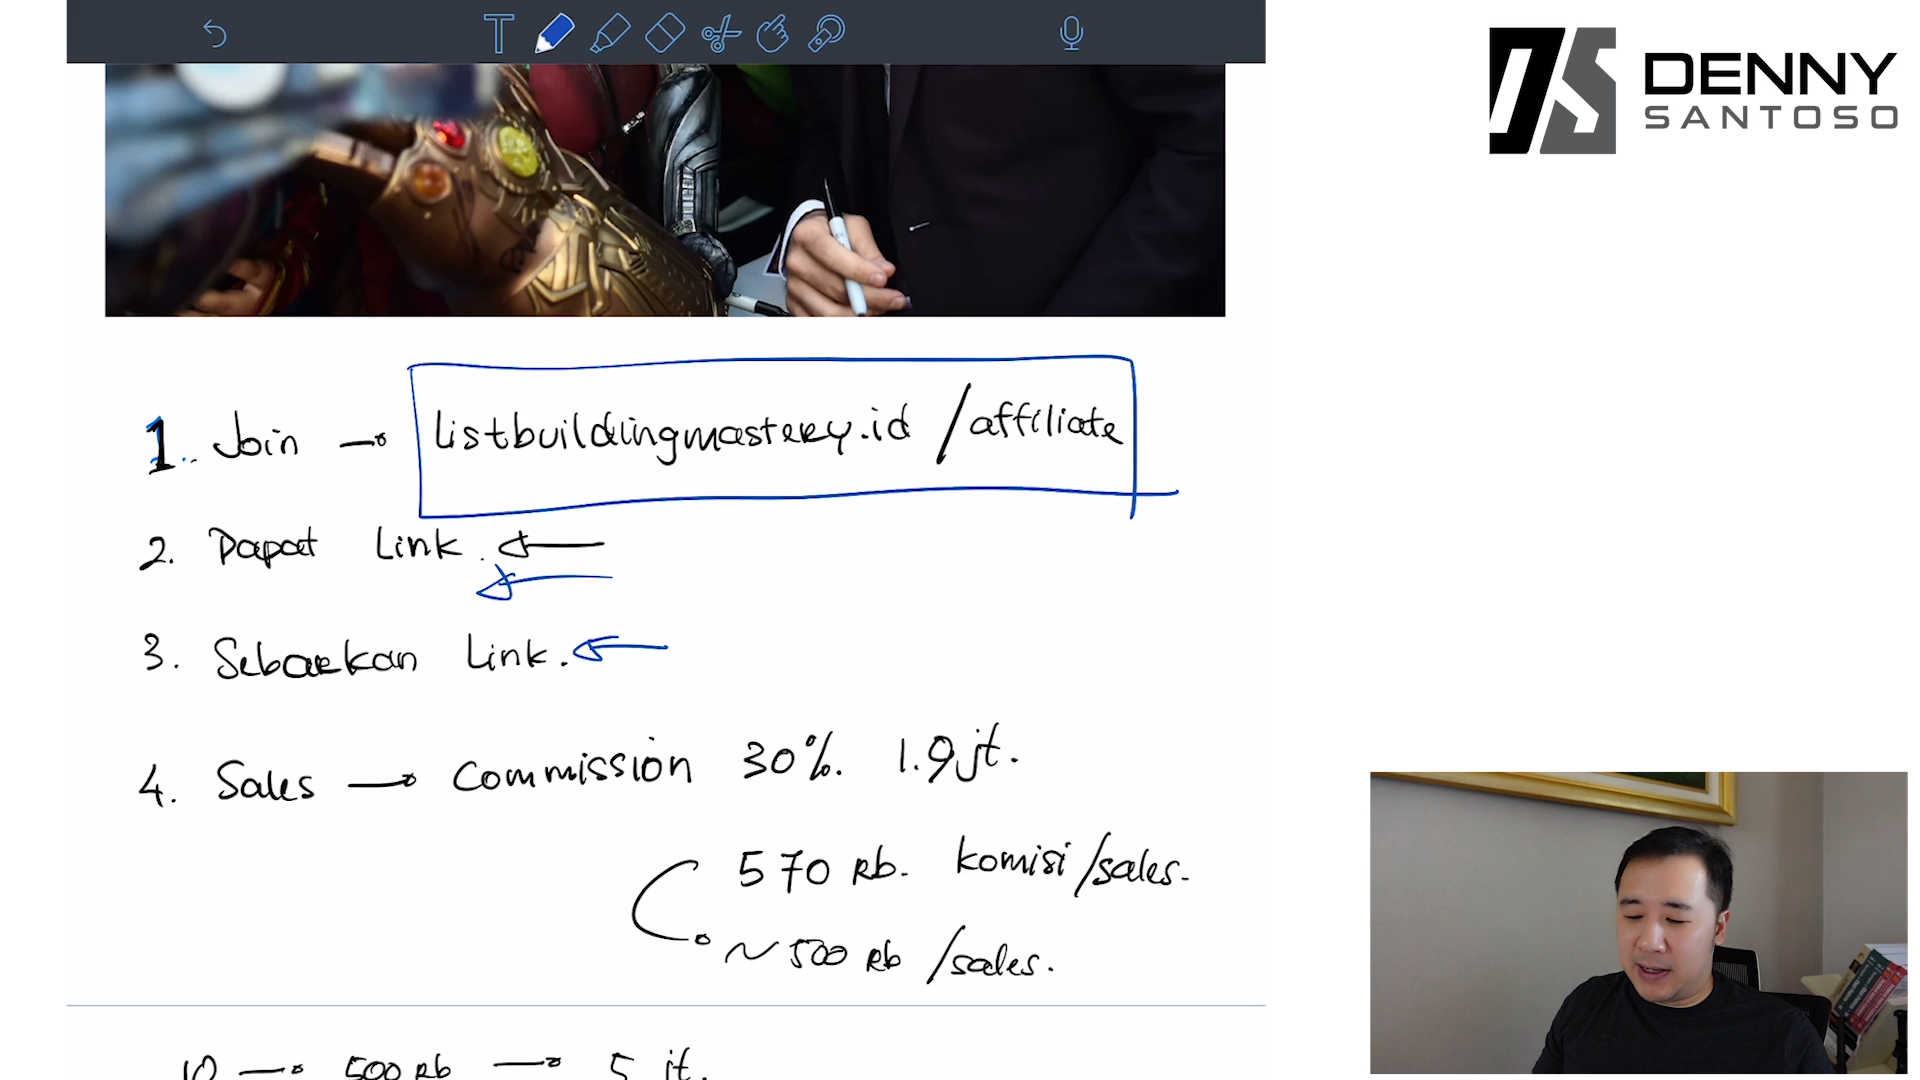 DENNY
SANTOSO
1. Join → listbuildingmastery.id /affiliate
2. Dapat Link. ←
3. Sebarkan Link. ←
4. Sales → Commission 30%. 1.9jt.
570 rb. komisi/sales.
~ 500 rb /sales.
10 → 500 rb → 5 jt.